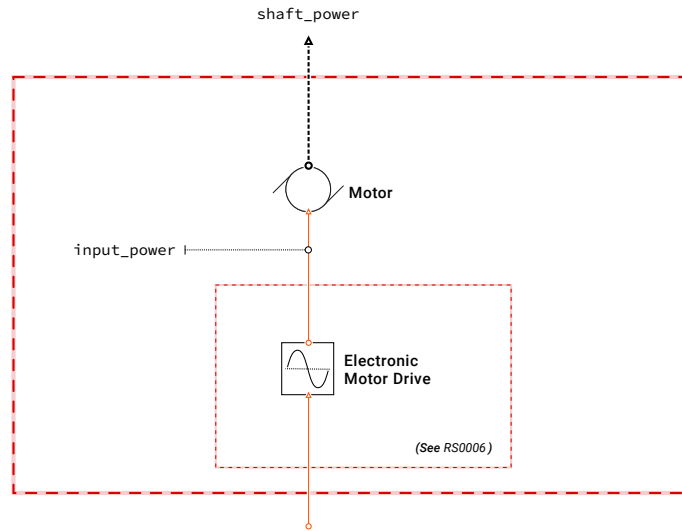 shaft_power
Motor
input_power
Electronic
Motor Drive
(See RS0006)